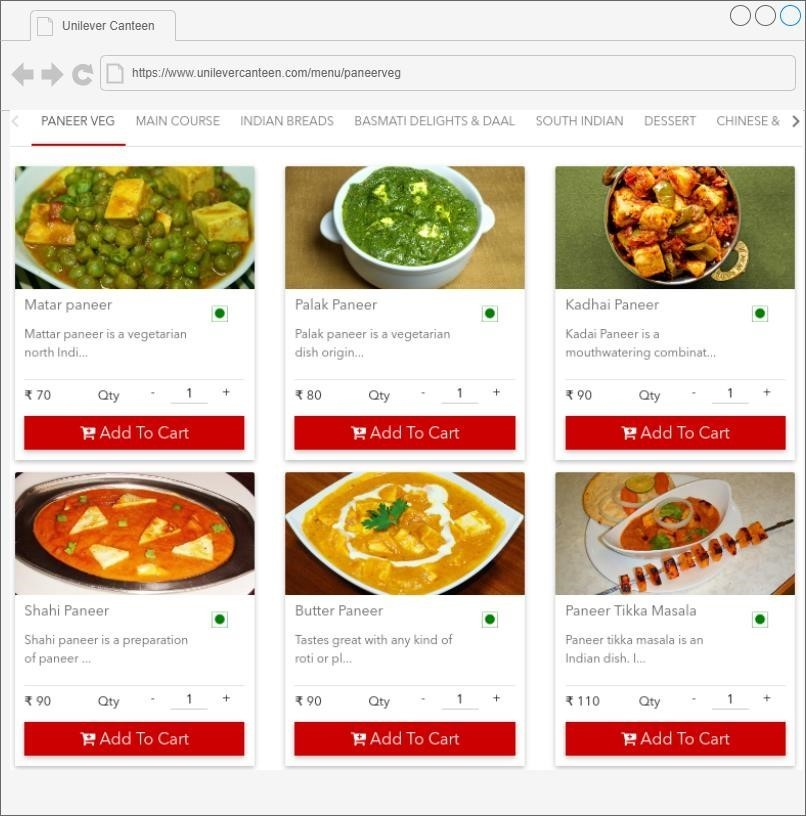 Unilever Canteen
https://www.unilevercanteen.com/menu/paneerveg
PANEER VEG MAIN COURSE INDIAN BREADS BASMATI DELIGHTS & DAAL SOUTH INDIAN DESSERT CHINESE &
Matar paneer
Mattar paneer is a vegetarian
north Indi...
₹ 70 Qty - 1 +
Add To Cart
Palak Paneer
Palak paneer is a vegetarian
dish origin...
₹ 80 Qty - 1 +
Add To Cart
Kadhai Paneer
Kadai Paneer is a
mouthwatering combinat...
₹ 90 Qty - 1 +
Add To Cart
Shahi Paneer
Shahi paneer is a preparation
of paneer ...
₹ 90 Qty - 1 +
Add To Cart
Butter Paneer
Tastes great with any kind of
roti or pl...
₹ 90 Qty - 1 +
Add To Cart
Paneer Tikka Masala
Paneer tikka masala is an
Indian dish. I...
₹ 110 Qty - 1 +
Add To Cart